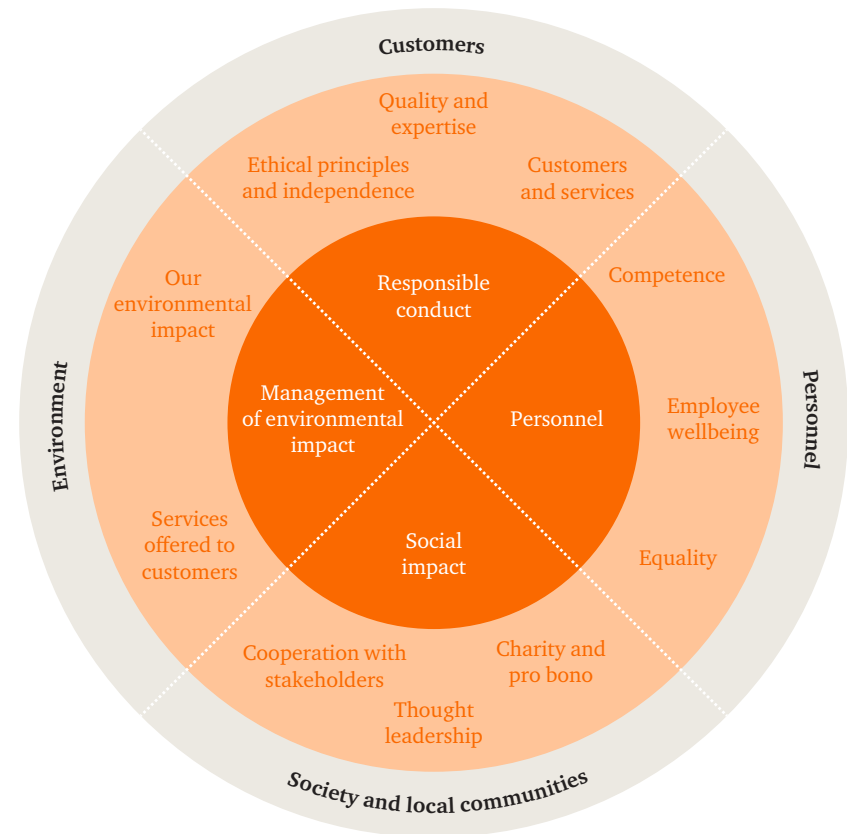 Customers
Quality and
expertise
Ethical principles
and independence
Customers
and services
Responsible
conduct
Our
environmental
impact
Competence
Environment
Management
of environmental
impact
Personnel
Employee
wellbeing
Personnel
Services
offered to
customers
Social
impact
Equality
Cooperation with
stakeholders
Charity and
pro bono
Thought
leadership
Society and local communities